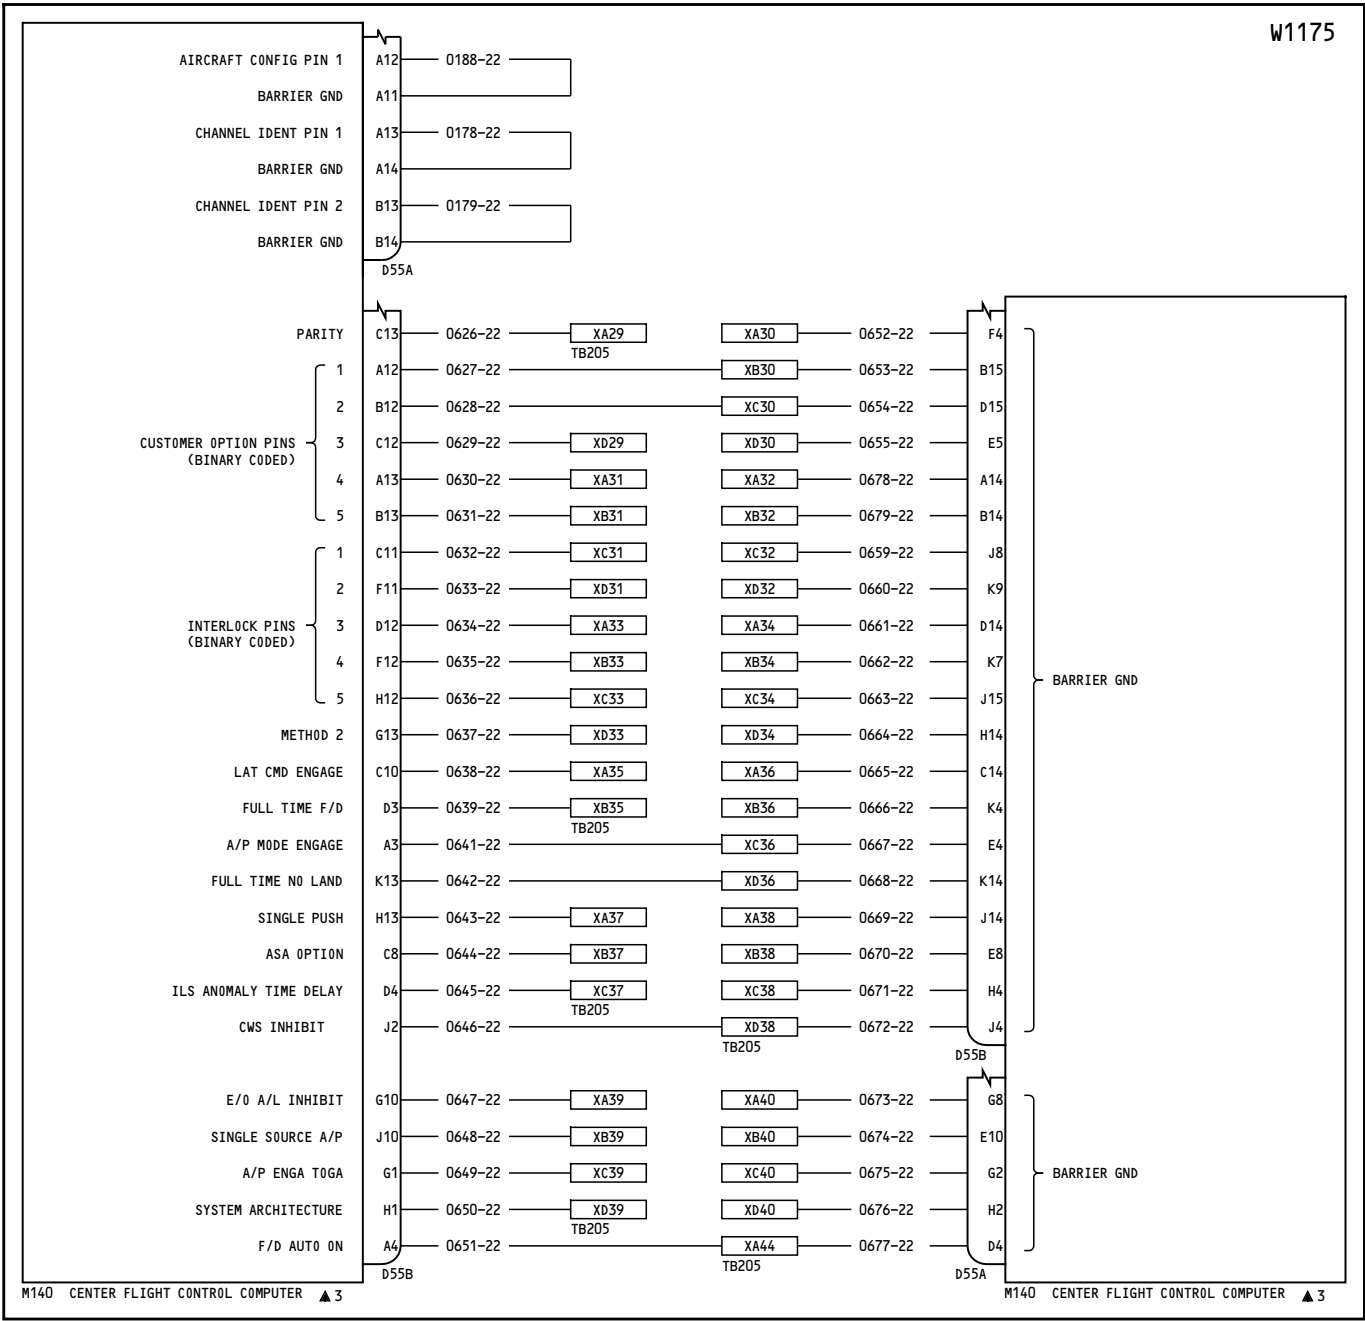 W1175
AIRCRAFT CONFIG PIN 1 A12 0188-22
BARRIER GND A11
CHANNEL IDENT PIN 1 A13 0178-22
BARRIER GND A14
CHANNEL IDENT PIN 2 B13 0179-22
BARRIER GND B14
D55A
PARITY C13 0626-22 XA29 XA30 0652-22 F4
TB205
1 A12 0627-22 XB30 0653-22 B15
2 B12 0628-22 XC30 0654-22 D15
CUSTOMER OPTION PINS 3 C12 0629-22 XD29 XD30 0655-22 E5
(BINARY CODED)
4 A13 0630-22 XA31 XA32 0678-22 A14
5 B13 0631-22 XB31 XB32 0679-22 B14
1 C11 0632-22 XC31 XC32 0659-22 J8
2 F11 0633-22 XD31 XD32 0660-22 K9
INTERLOCK PINS 3 D12 0634-22 XA33 XA34 0661-22 D14
(BINARY CODED)
4 F12 0635-22 XB33 XB34 0662-22 K7
BARRIER GND
5 H12 0636-22 XC33 XC34 0663-22 J15
METHOD 2 G13 0637-22 XD33 XD34 0664-22 H14
LAT CMD ENGAGE C10 0638-22 XA35 XA36 0665-22 C14
FULL TIME F/D D3 0639-22 XB35 XB36 0666-22 K4
TB205
A/P MODE ENGAGE A3 0641-22 XC36 0667-22 E4
FULL TIME NO LAND K13 0642-22 XD36 0668-22 K14
SINGLE PUSH H13 0643-22 XA37 XA38 0669-22 J14
ASA OPTION C8 0644-22 XB37 XB38 0670-22 E8
ILS ANOMALY TIME DELAY D4 0645-22 XC37 XC38 0671-22 H4
TB205
CWS INHIBIT J2 0646-22 XD38 0672-22 J4
TB205
D55B
E/O A/L INHIBIT G10 0647-22 XA39 XA40 0673-22 G8
SINGLE SOURCE A/P J10 0648-22 XB39 XB40 0674-22 E10
A/P ENGA TOGA G1 0649-22 XC39 XC40 0675-22 G2 BARRIER GND
SYSTEM ARCHITECTURE H1 0650-22 XD39 XD40 0676-22 H2
TB205
F/D AUTO ON A4 0651-22 XA44 0677-22 D4
TB205
D55B D55A
M140 CENTER FLIGHT CONTROL COMPUTER ▲ 3 M140 CENTER FLIGHT CONTROL COMPUTER ▲ 3